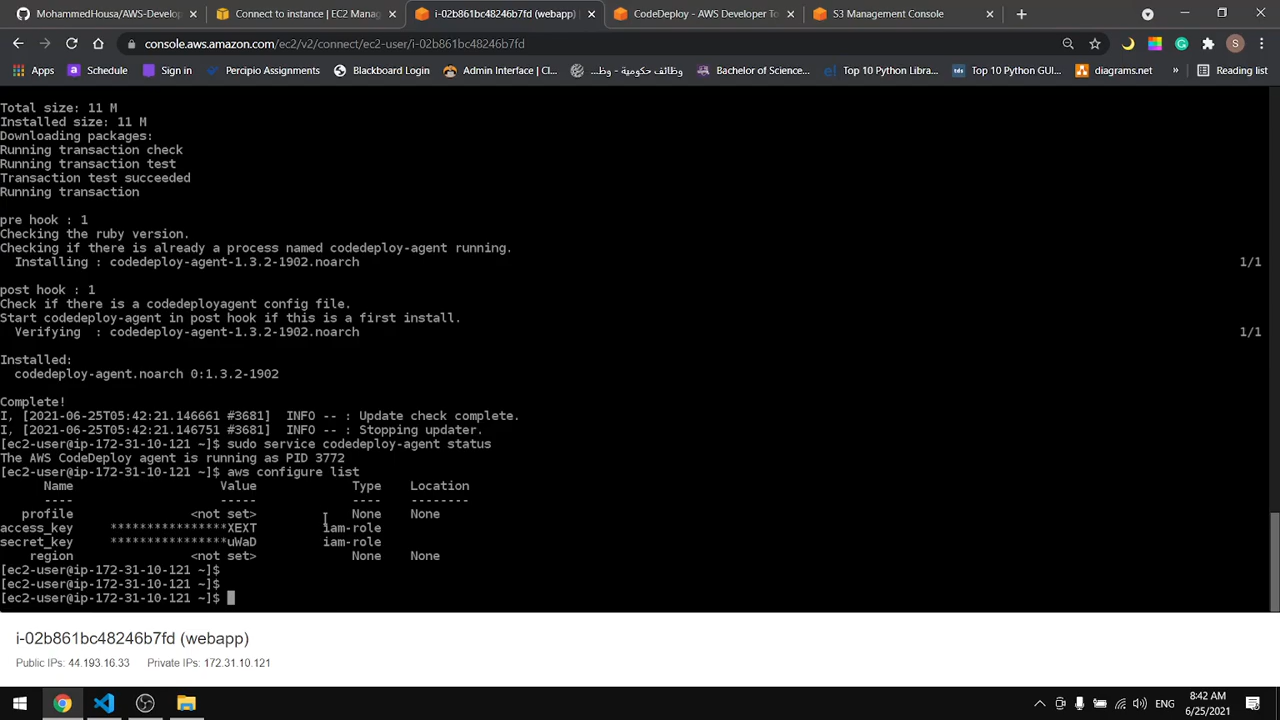 MohammedHousa/AWS-Develop
Connect to instance | EC2 Manag
i-02b861bc48246b7fd (webapp)
CodeDeploy - AWS Developer To
S3 Management Console
console.aws.amazon.com/ec2/v2/connect/ec2-user/i-02b861bc48246b7fd
S
Apps
Schedule
Sign in
Percipio Assignments
Blackboard Login
Admin Interface | Cl...
وظائف حكومية - وظ...
Bachelor of Science...
Top 10 Python Libra...
Top 10 Python GUI...
diagrams.net
»
Reading list
Total size: 11 M
Installed size: 11 M
Downloading packages:
Running transaction check
Running transaction test
Transaction test succeeded
Running transaction
pre hook : 1
Checking the ruby version.
Checking if there is already a process named codedeploy-agent running.
Installing : codedeploy-agent-1.3.2-1902.noarch 1/1
post hook : 1
Check if there is a codedeployagent config file.
Start codedeploy-agent in post hook if this is a first install.
Verifying : codedeploy-agent-1.3.2-1902.noarch 1/1
Installed:
codedeploy-agent.noarch 0:1.3.2-1902
Complete!
I, [2021-06-25T05:42:21.146661 #3681] INFO -- : Update check complete.
I, [2021-06-25T05:42:21.146751 #3681] INFO -- : Stopping updater.
[ec2-user@ip-172-31-10-121 ~]$ sudo service codedeploy-agent status
The AWS CodeDeploy agent is running as PID 3772
[ec2-user@ip-172-31-10-121 ~]$ aws configure list
Name Value Type Location
---- ----- ---- --------
profile <not set> None None
access_key ****************XEXT iam-role
secret_key ****************uWaD iam-role
region <not set> None None
[ec2-user@ip-172-31-10-121 ~]$
[ec2-user@ip-172-31-10-121 ~]$
[ec2-user@ip-172-31-10-121 ~]$
i-02b861bc48246b7fd (webapp)
Public IPs: 44.193.16.33 Private IPs: 172.31.10.121
ENG
8:42 AM
6/25/2021